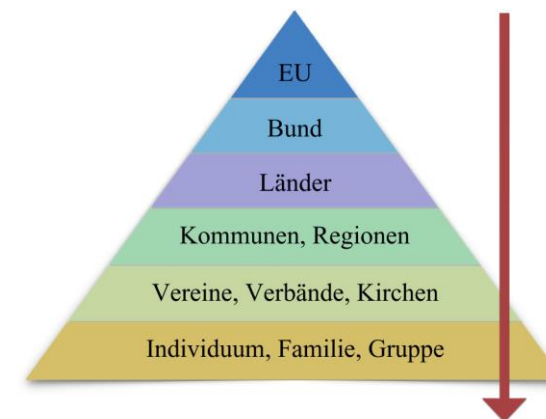 EU
Bund
Länder
Kommunen, Regionen
Vereine, Verbände, Kirchen
Individuum, Familie, Gruppe